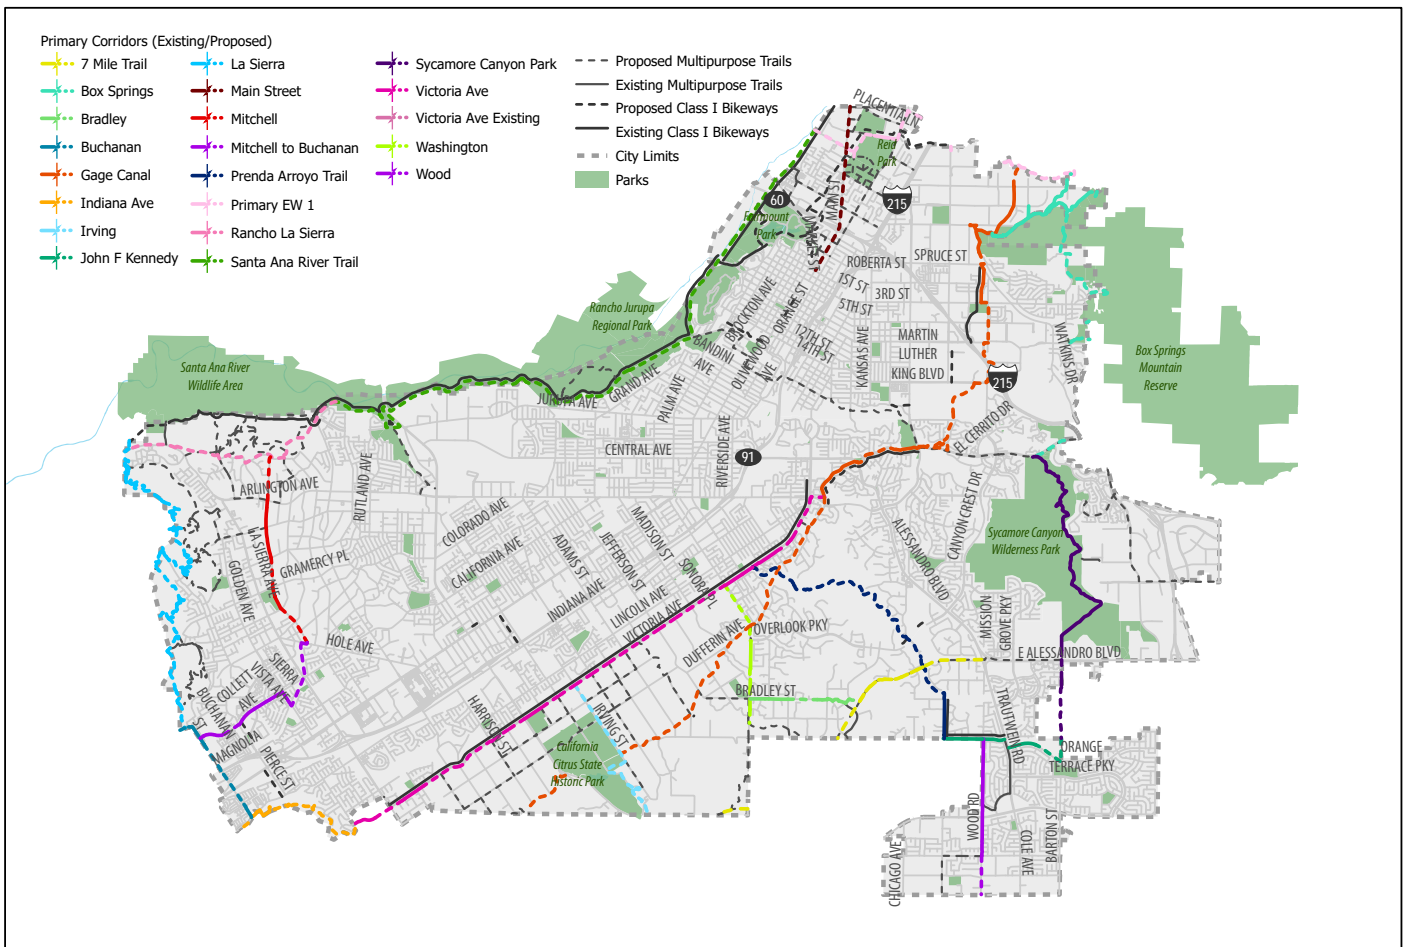 Primary Corridors (Existing/Proposed)
7 Mile Trail
Box Springs
Bradley
Buchanan
Gage Canal
Indiana Ave
Irving
John F Kennedy
La Sierra
Main Street
Mitchell
Mitchell to Buchanan
Prenda Arroyo Trail
Primary EW 1
Rancho La Sierra
Santa Ana River Trail
Sycamore Canyon Park
Victoria Ave
Victoria Ave Existing
Washington
Wood
Proposed Multipurpose Trails
Existing Multipurpose Trails
Proposed Class I Bikeways
Existing Class I Bikeways
City Limits
Parks
PLACENTIA LN
Reid
Park
60
215
MAIN ST
Fairmount
Park
MARKET ST
ROBERTA ST
SPRUCE ST
1ST ST
3RD ST
5TH ST
BROCKTON AVE
ORANGE ST
12TH ST
14TH ST
MARTIN
LUTHER
KING BLVD
KANSAS AVE
WATKINS DR
215
Box Springs
Mountain
Reserve
Rancho Jurupa
Regional Park
BANDINI
AVE
OLIVEWOOD
AVE
GRAND AVE
PALM AVE
JURUPA AVE
Santa Ana River
Wildlife Area
EL CERRITO DR
CENTRAL AVE
RIVERSIDE AVE
91
ARLINGTON AVE
RUTLAND AVE
COLORADO AVE
CALIFORNIA AVE
MADISON ST
ADAMS ST
JEFFERSON ST
SONORA PL
INDIANA AVE
LINCOLN AVE
VICTORIA AVE
ALESSANDRO BLVD
CANYON CREST DR
Sycamore Canyon
Wilderness Park
LA SIERRA AVE
GRAMERCY PL
GOLDEN AVE
HOLE AVE
DUFFERIN AVE
OVERLOOK PKY
MISSION
GROVE PKY
E ALESSANDRO BLVD
SIERRA
VISTA AVE
COLLETT
AVE
BUCHANAN
ST
MAGNOLIA
PIERCE ST
BRADLEY ST
HARRISON ST
IRVING ST
California
Citrus State
Historic Park
TRAUTWEIN RD
ORANGE
TERRACE PKY
WOOD RD
BARTON ST
COLE AVE
CHICAGO AVE